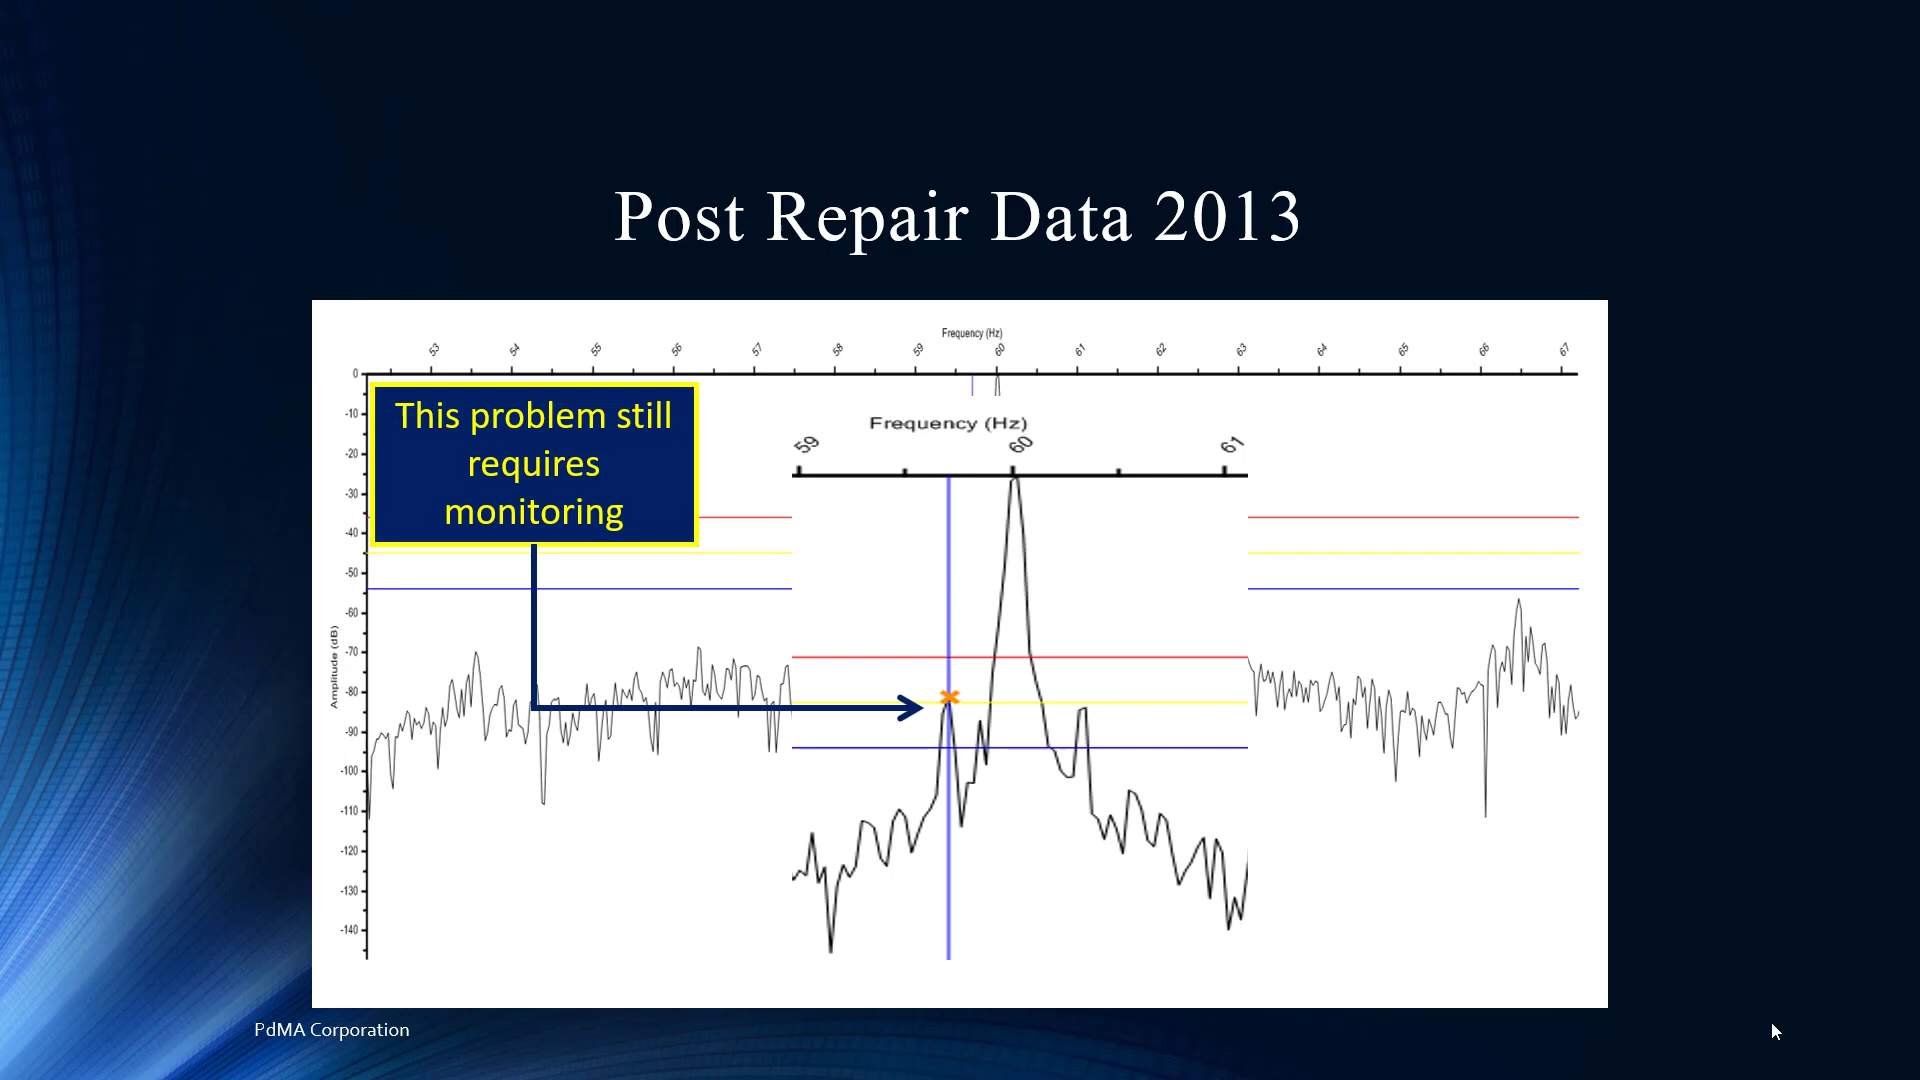 Post Repair Data 2013
Frequency (Hz)
53 54 55 56 57 58 59 60 61 62 63 64 65 66 67
0
-10
-20
-30
-40
-50
-60
-70
-80
-90
-100
-110
-120
-130
-140
Amplitude (dB)
This problem still
requires
monitoring
Frequency (Hz)
59 60 61
PdMA Corporation